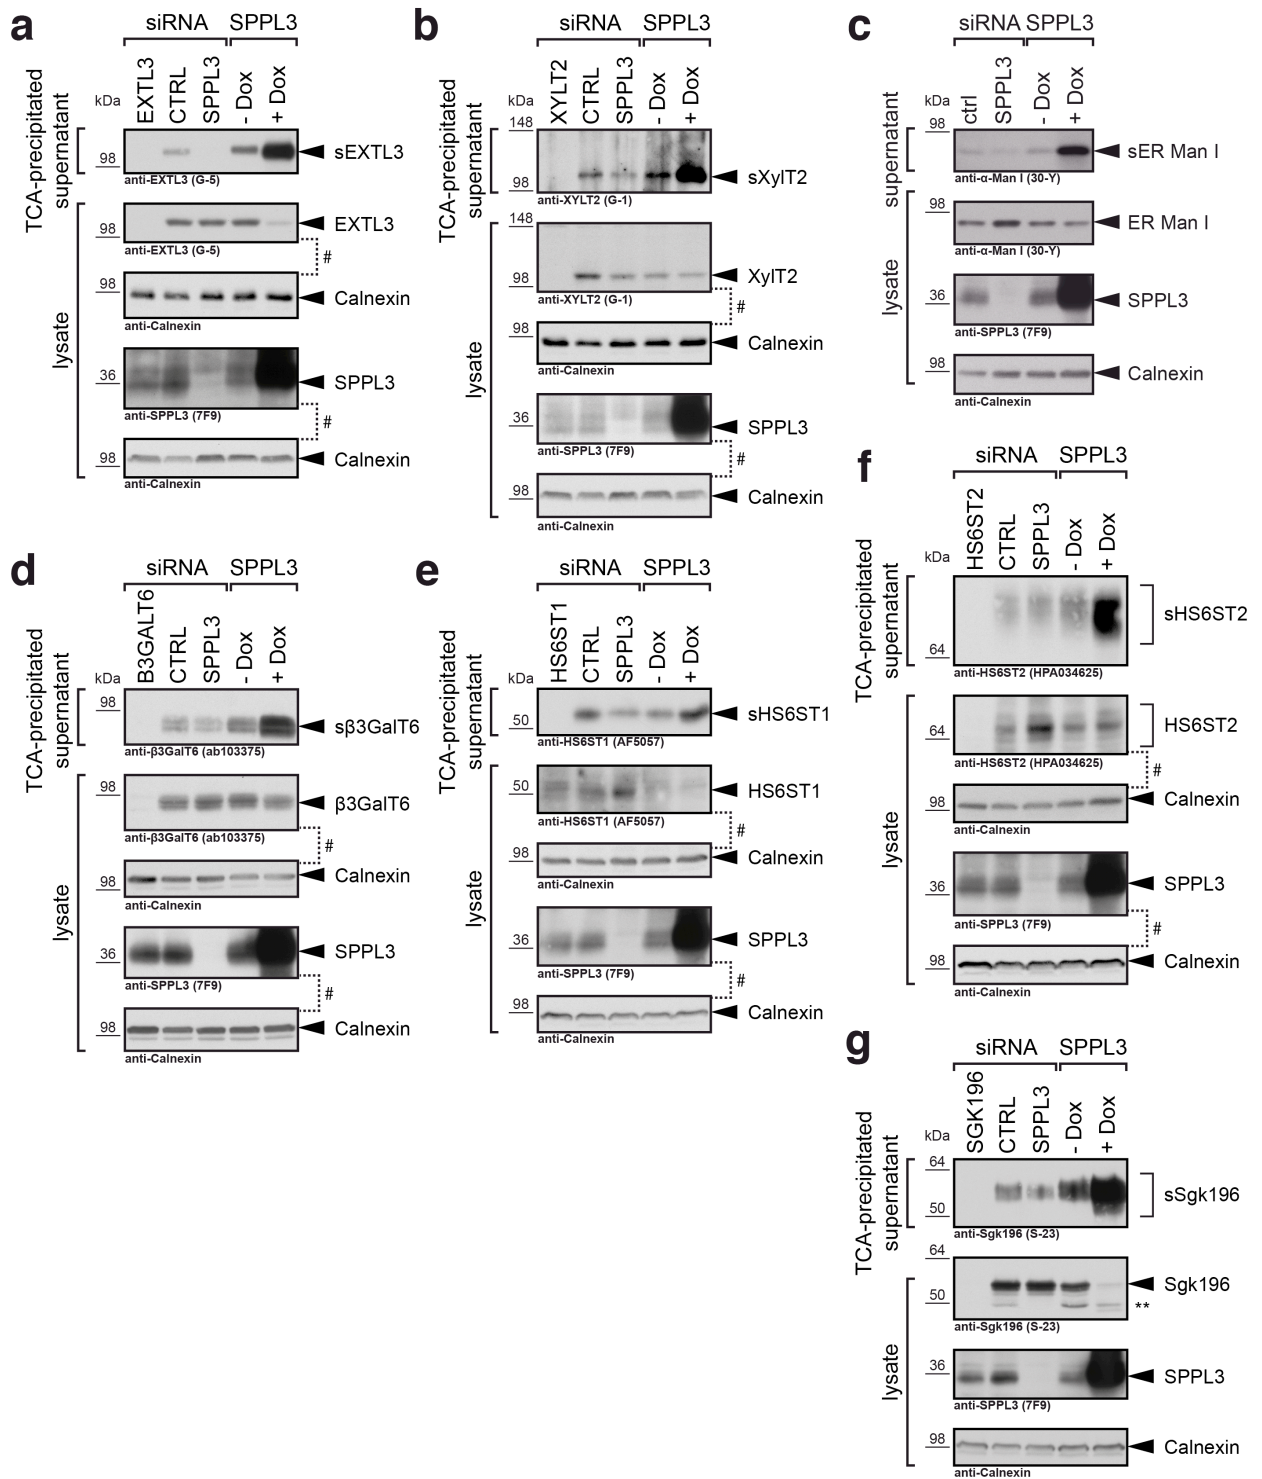 a
siRNA SPPL3
EXTL3 CTRL SPPL3 - Dox + Dox
kDa
TCA-precipitated supernatant
98 sEXTL3
anti-EXTL3 (G-5)
98 EXTL3
anti-EXTL3 (G-5)
#
98 Calnexin
anti-Calnexin
lysate
36 SPPL3
anti-SPPL3 (7F9)
#
98 Calnexin
anti-Calnexin
b
siRNA SPPL3
XYLT2 CTRL SPPL3 - Dox + Dox
kDa
TCA-precipitated supernatant
148
98 sXylT2
anti-XYLT2 (G-1)
148
98 XylT2
anti-XYLT2 (G-1)
#
98 Calnexin
anti-Calnexin
lysate
36 SPPL3
anti-SPPL3 (7F9)
#
98 Calnexin
anti-Calnexin
c
siRNA SPPL3
ctrl SPPL3 - Dox + Dox
kDa
supernatant
98 sER Man I
anti-α-Man I (30-Y)
98 ER Man I
anti-α-Man I (30-Y)
lysate
36 SPPL3
anti-SPPL3 (7F9)
98 Calnexin
anti-Calnexin
d
siRNA SPPL3
B3GALT6 CTRL SPPL3 - Dox + Dox
kDa
TCA-precipitated supernatant
98 sβ3GalT6
anti-β3GalT6 (ab103375)
98 β3GalT6
anti-β3GalT6 (ab103375)
#
98 Calnexin
anti-Calnexin
lysate
36 SPPL3
anti-SPPL3 (7F9)
#
98 Calnexin
anti-Calnexin
e
siRNA SPPL3
HS6ST1 CTRL SPPL3 - Dox + Dox
kDa
TCA-precipitated supernatant
50 sHS6ST1
anti-HS6ST1 (AF5057)
50 HS6ST1
anti-HS6ST1 (AF5057)
#
98 Calnexin
anti-Calnexin
lysate
36 SPPL3
anti-SPPL3 (7F9)
#
98 Calnexin
anti-Calnexin
f
siRNA SPPL3
HS6ST2 CTRL SPPL3 - Dox + Dox
kDa
TCA-precipitated supernatant
sHS6ST2
64
anti-HS6ST2 (HPA034625)
64 HS6ST2
anti-HS6ST2 (HPA034625)
#
98 Calnexin
anti-Calnexin
lysate
36 SPPL3
anti-SPPL3 (7F9)
#
98 Calnexin
anti-Calnexin
g
siRNA SPPL3
SGK196 CTRL SPPL3 - Dox + Dox
kDa
TCA-precipitated supernatant
64
sSgk196
50
anti-Sgk196 (S-23)
64
Sgk196
50 **
anti-Sgk196 (S-23)
lysate
36 SPPL3
anti-SPPL3 (7F9)
98 Calnexin
anti-Calnexin